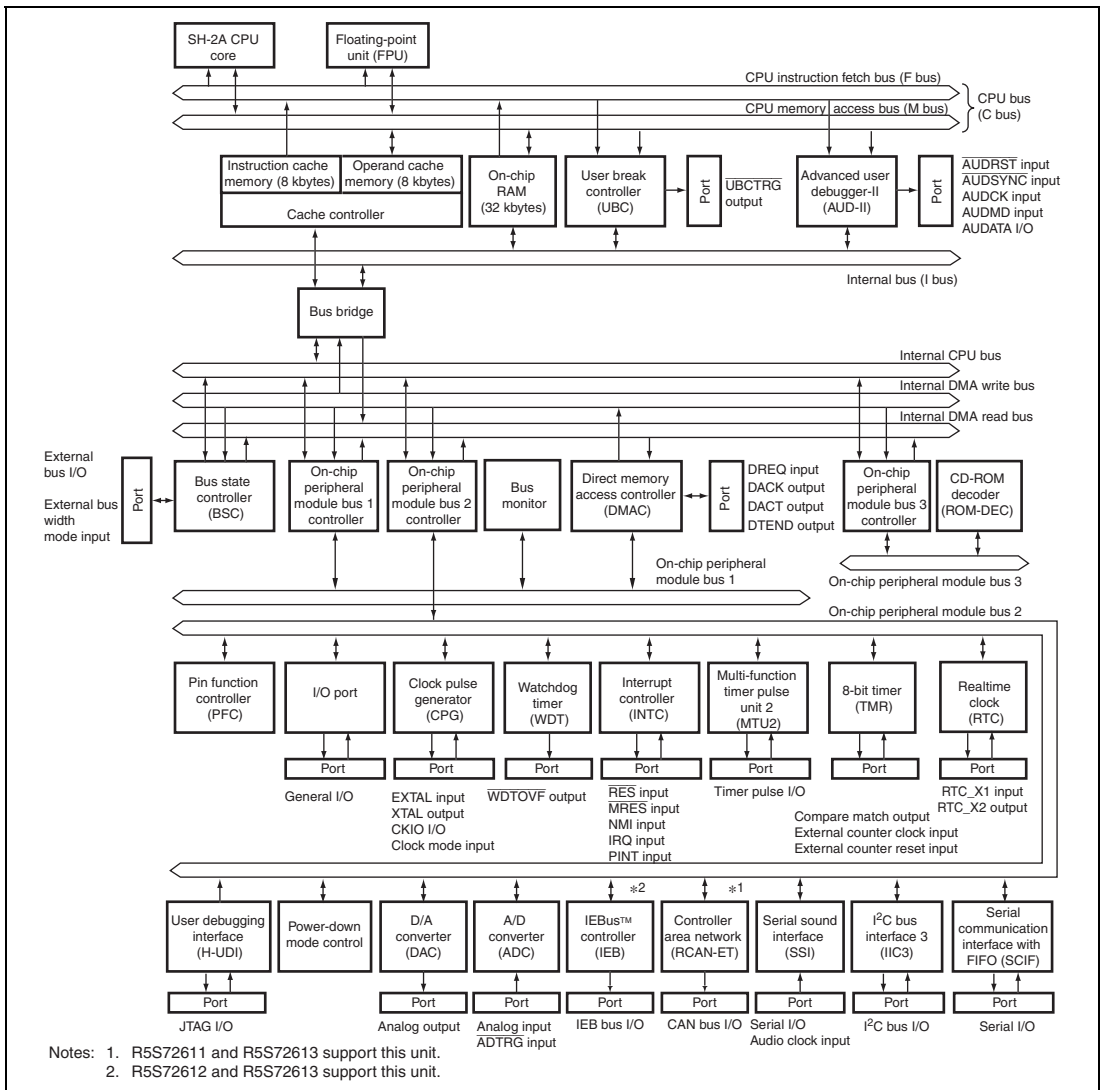 SH-2A CPU
core
Floating-point
unit (FPU)
CPU instruction fetch bus (F bus)
CPU memory access bus (M bus)
CPU bus
(C bus)
Instruction cache
memory (8 kbytes)
Operand cache
memory (8 kbytes)
Cache controller
On-chip
RAM
(32 kbytes)
User break
controller
(UBC)
Port
UBCTRG
output
Advanced user
debugger-II
(AUD-II)
Port
AUDRST input
AUDSYNC input
AUDCK input
AUDMD input
AUDATA I/O
Internal bus (I bus)
Bus bridge
Internal CPU bus
Internal DMA write bus
Internal DMA read bus
External
bus I/O
External bus
width
mode input
Port
Bus state
controller
(BSC)
On-chip
peripheral
module bus 1
controller
On-chip
peripheral
module bus 2
controller
Bus
monitor
Direct memory
access controller
(DMAC)
Port
DREQ input
DACK output
DACT output
DTEND output
On-chip
peripheral
module bus 3
controller
CD-ROM
decoder
(ROM-DEC)
On-chip peripheral
module bus 1
On-chip peripheral module bus 3
On-chip peripheral module bus 2
Pin function
controller
(PFC)
I/O port
Clock pulse
generator
(CPG)
Watchdog
timer
(WDT)
Interrupt
controller
(INTC)
Multi-function
timer pulse
unit 2
(MTU2)
8-bit timer
(TMR)
Realtime
clock
(RTC)
Port
Port
Port
Port
Port
Port
Port
General I/O
EXTAL input
XTAL output
CKIO I/O
Clock mode input
WDTOVF output
RES input
MRES input
NMI input
IRQ input
PINT input
Timer pulse I/O
Compare match output
External counter clock input
External counter reset input
RTC_X1 input
RTC_X2 output
*2
*1
User debugging
interface
(H-UDI)
Power-down
mode control
D/A
converter
(DAC)
A/D
converter
(ADC)
IEBus™
controller
(IEB)
Controller
area network
(RCAN-ET)
Serial sound
interface
(SSI)
I²C bus
interface 3
(IIC3)
Serial
communication
interface with
FIFO (SCIF)
Port
Port
Port
Port
Port
Port
Port
Port
JTAG I/O
Analog output
Analog input
ADTRG input
IEB bus I/O
CAN bus I/O
Serial I/O
Audio clock input
I²C bus I/O
Serial I/O
Notes: 1. R5S72611 and R5S72613 support this unit.
2. R5S72612 and R5S72613 support this unit.